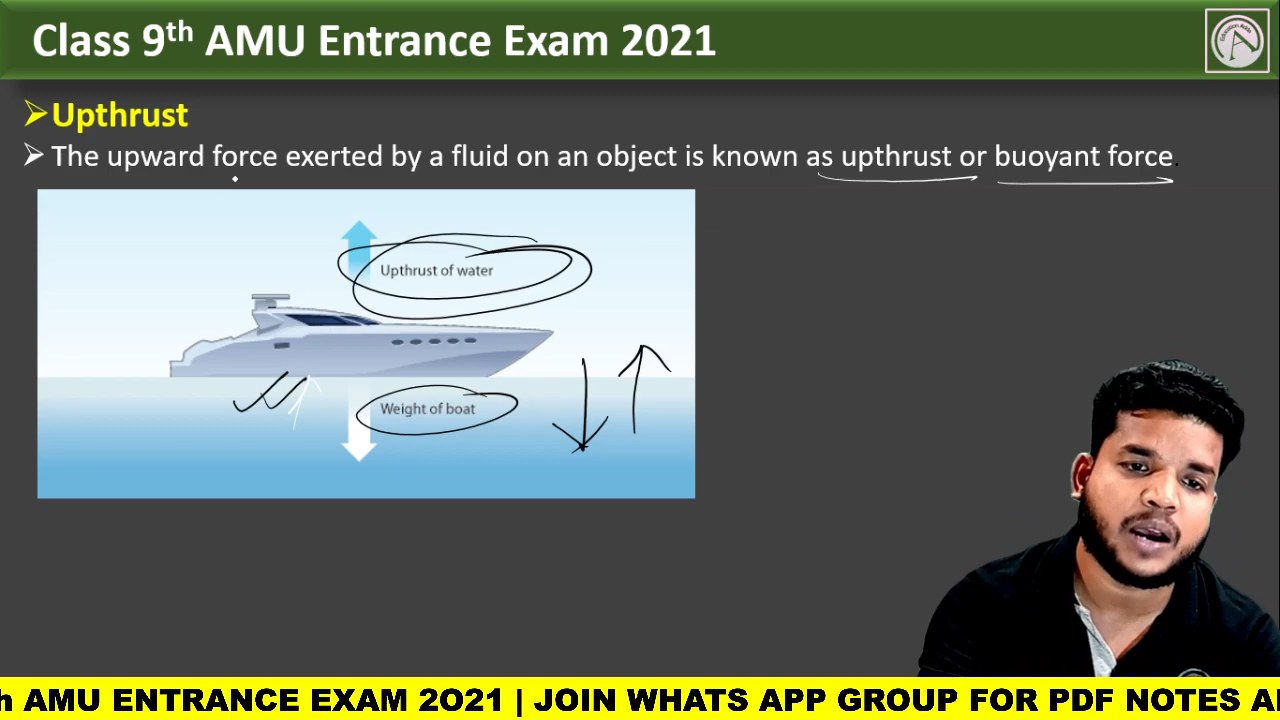 Class 9th AMU Entrance Exam 2021
Upthrust
The upward force exerted by a fluid on an object is known as upthrust or buoyant force.
Upthrust of water
Weight of boat
h AMU ENTRANCE EXAM 2O21 | JOIN WHATS APP GROUP FOR PDF NOTES A